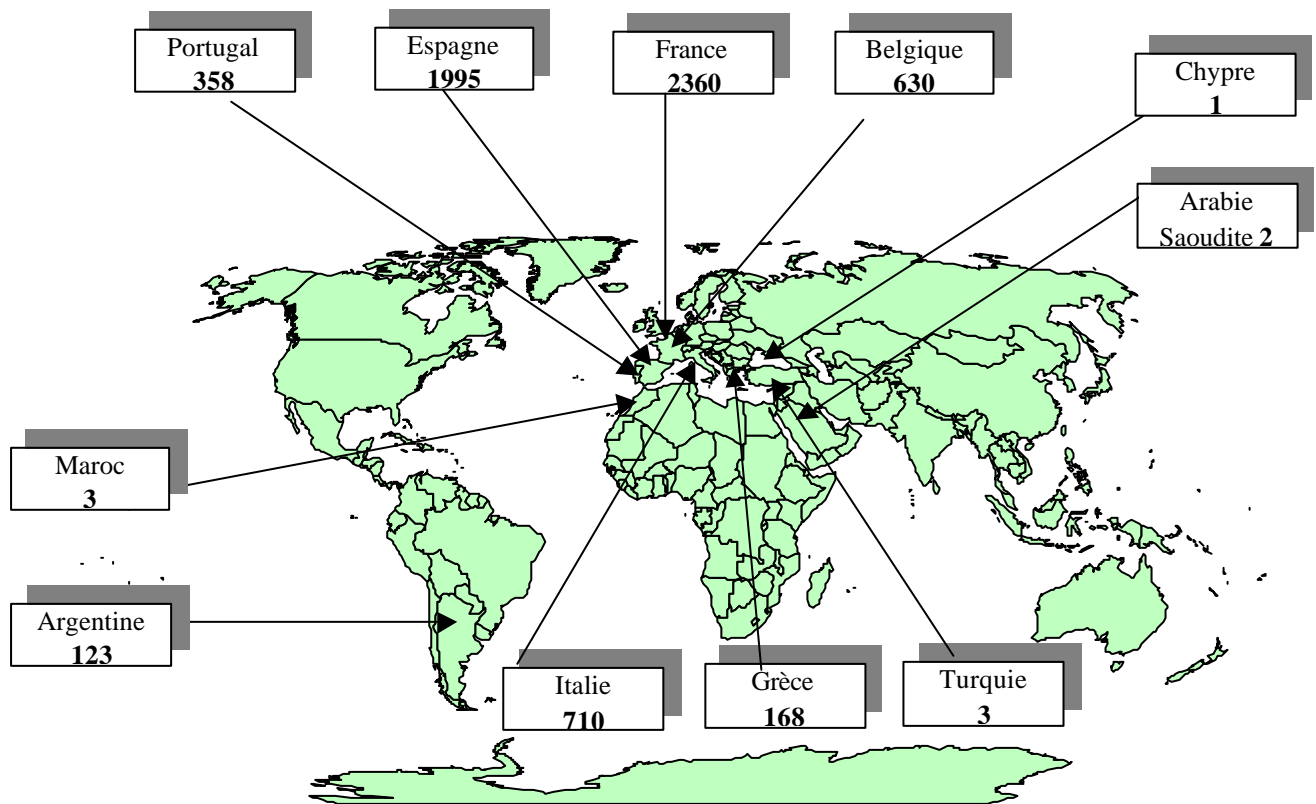 Portugal
358
Espagne
1995
France
2360
Belgique
630
Chypre
1
Arabie
Saoudite 2
Maroc
3
Argentine
123
Italie
710
Grèce
168
Turquie
3